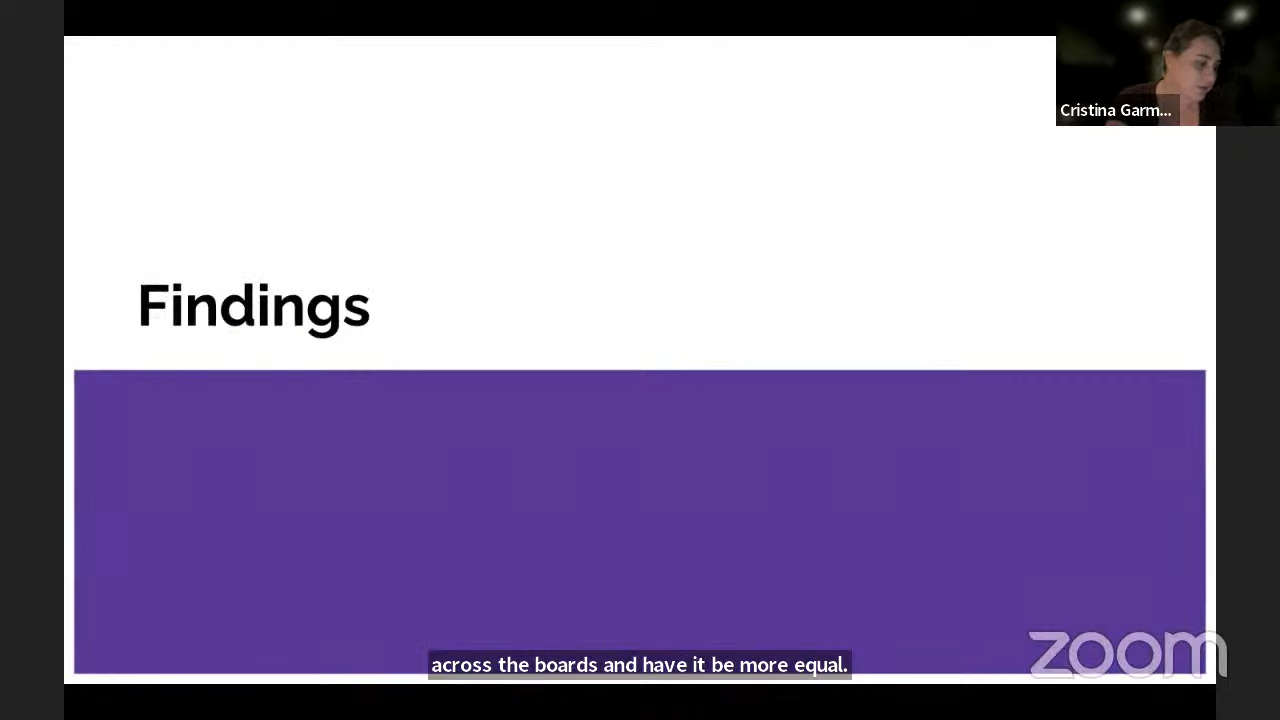 Cristina Garm...
Findings
across the boards and have it be more equal.
zoom